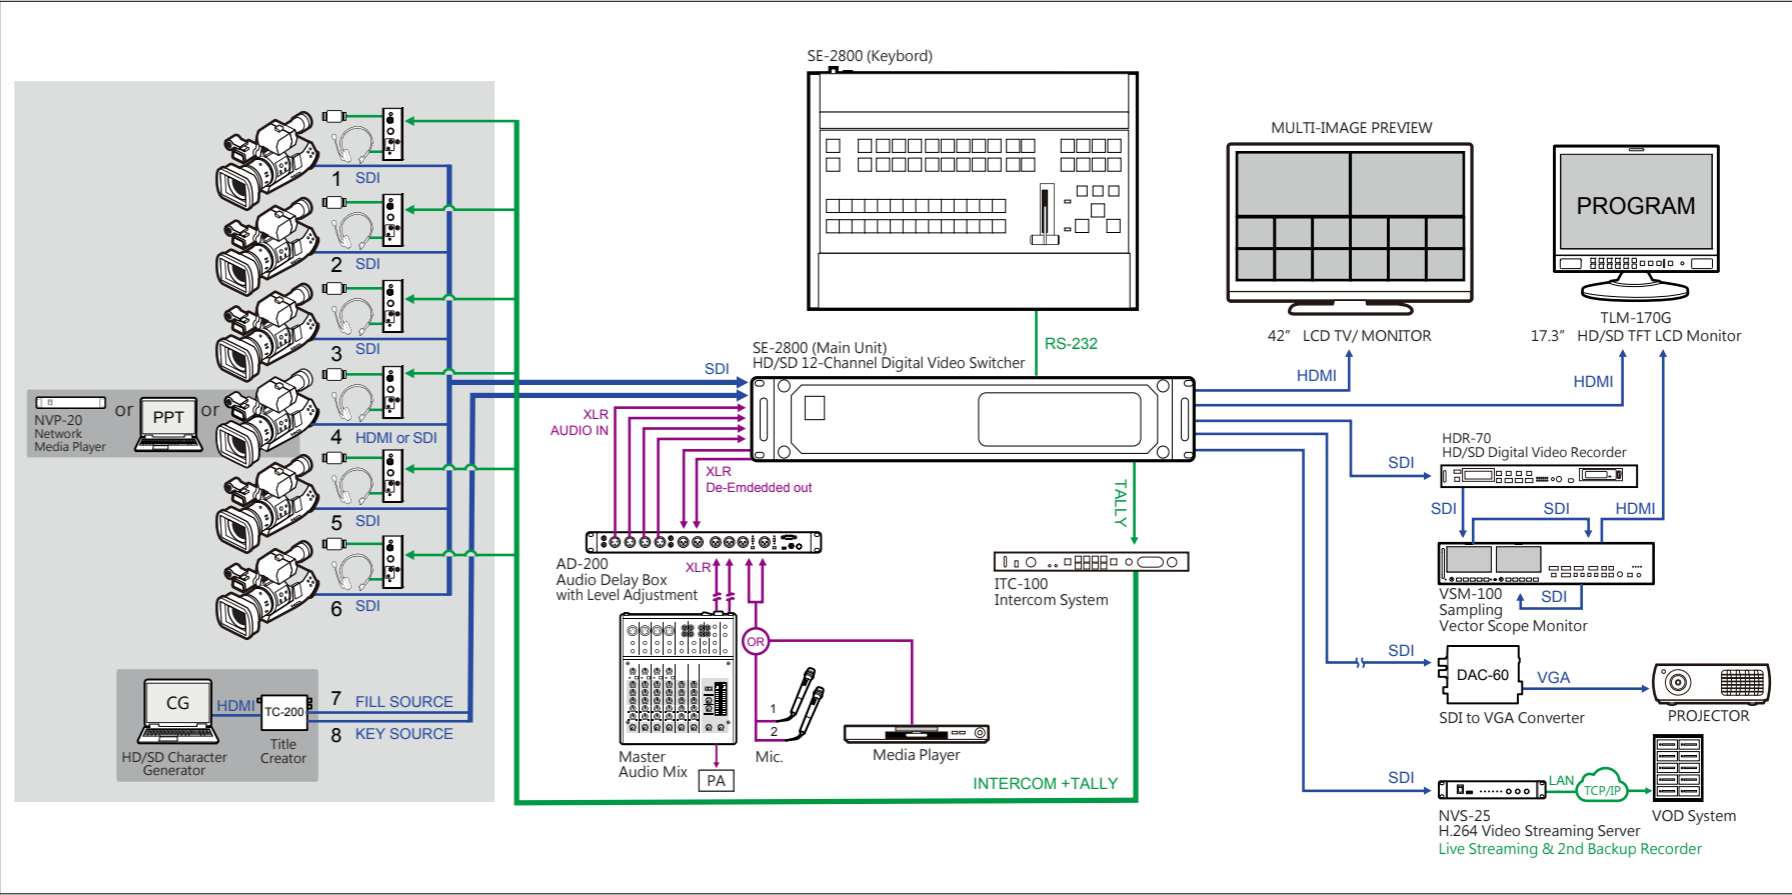 SE-2800 (Keybord)
MULTI-IMAGE PREVIEW
PROGRAM
TLM-170G
42” LCD TV/ MONITOR
17.3” HD/SD TFT LCD Monitor
RS-232
SE-2800 (Main Unit)
HD/SD 12-Channel Digital Video Switcher
SDI
HDMI
HDMI
1 SDI
2 SDI
3 SDI
4 HDMI or SDI
5 SDI
6 SDI
NVP-20
Network
Media Player
or
PPT
or
XLR
AUDIO IN
XLR
De-Emdedded out
TALLY
HDR-70
HD/SD Digital Video Recorder
SDI
SDI
SDI
HDMI
AD-200
Audio Delay Box
with Level Adjustment
XLR
ITC-100
Intercom System
VSM-100
Sampling
Vector Scope Monitor
SDI
OR
SDI
DAC-60
VGA
SDI to VGA Converter
PROJECTOR
CG
HDMI
TC-200
7 FILL SOURCE
8 KEY SOURCE
HD/SD Character
Generator
Title
Creator
1
2
Master
Audio Mix
Mic.
Media Player
PA
INTERCOM +TALLY
SDI
LAN
TCP/IP
NVS-25
H.264 Video Streaming Server
Live Streaming & 2nd Backup Recorder
VOD System